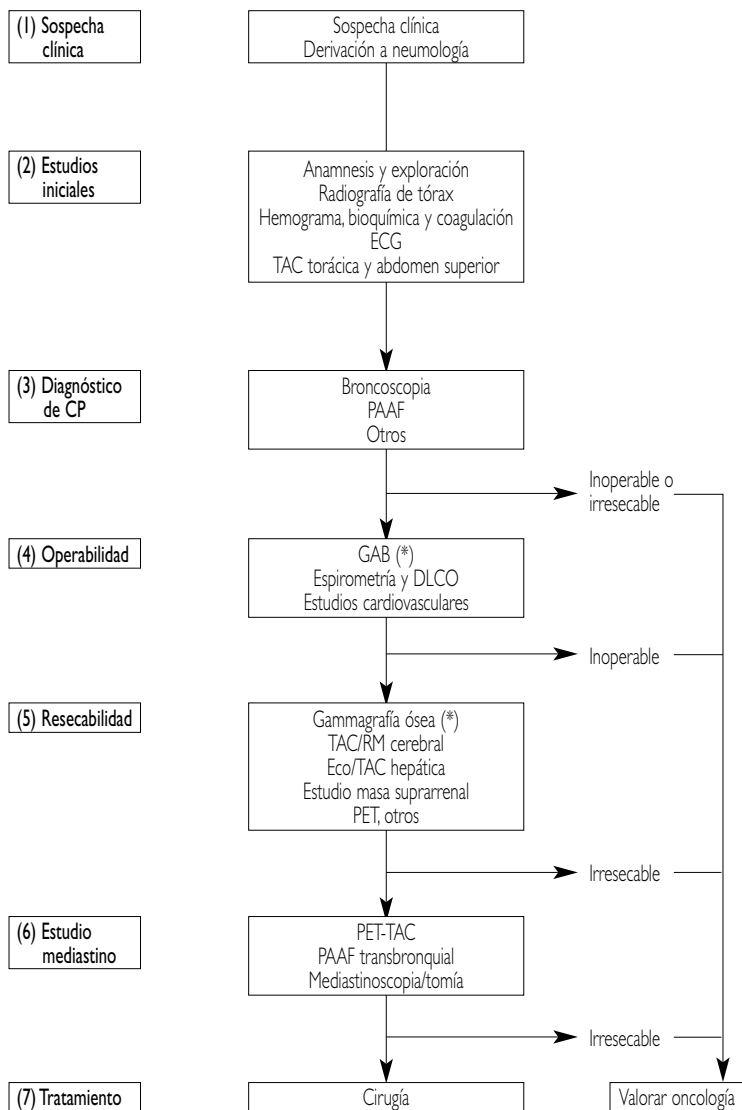 (1) Sospecha
clínica
Sospecha clínica
Derivación a neumología
(2) Estudios
iniciales
Anamnesis y exploración
Radiografía de tórax
Hemograma, bioquímica y coagulación
ECG
TAC torácica y abdomen superior
(3) Diagnóstico
de CP
Broncoscopia
PAAF
Otros
Inoperable o
irresecable
(4) Operabilidad
GAB (*)
Espirometría y DLCO
Estudios cardiovasculares
Inoperable
(5) Resecabilidad
Gammagrafía ósea (*)
TAC/RM cerebral
Eco/TAC hepática
Estudio masa suprarrenal
PET, otros
Irresecable
(6) Estudio
mediastino
PET-TAC
PAAF transbronquial
Mediastinoscopia/tomía
Irresecable
(7) Tratamiento
Cirugía
Valorar oncología